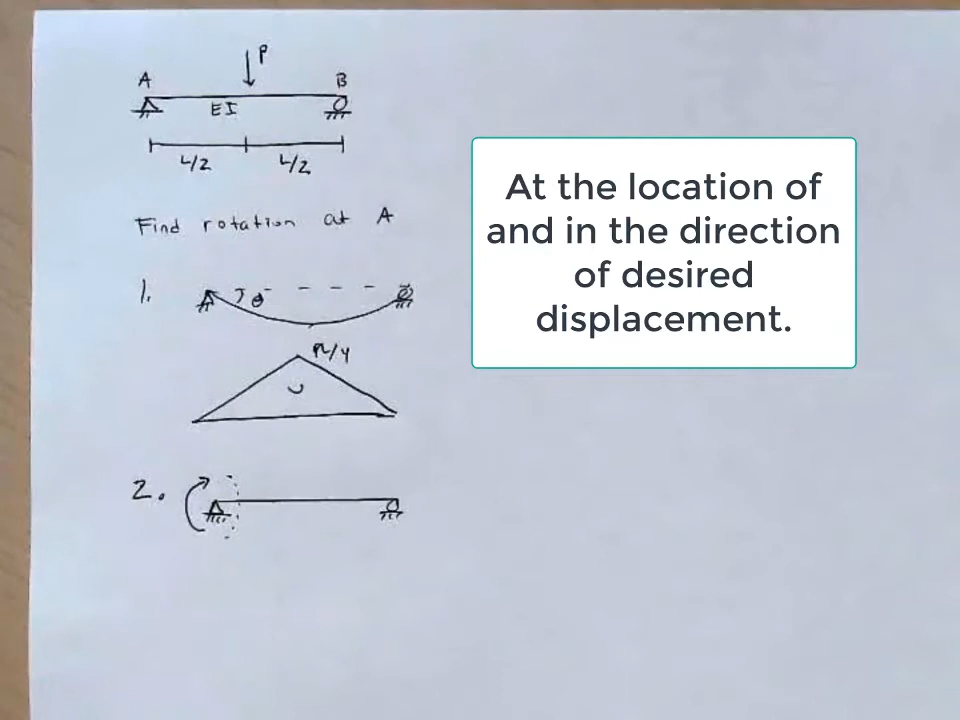 P
A B
EI
L/2 L/2
Find rotation at A
1. θ
PL/4
2.
At the location of
and in the direction
of desired
displacement.